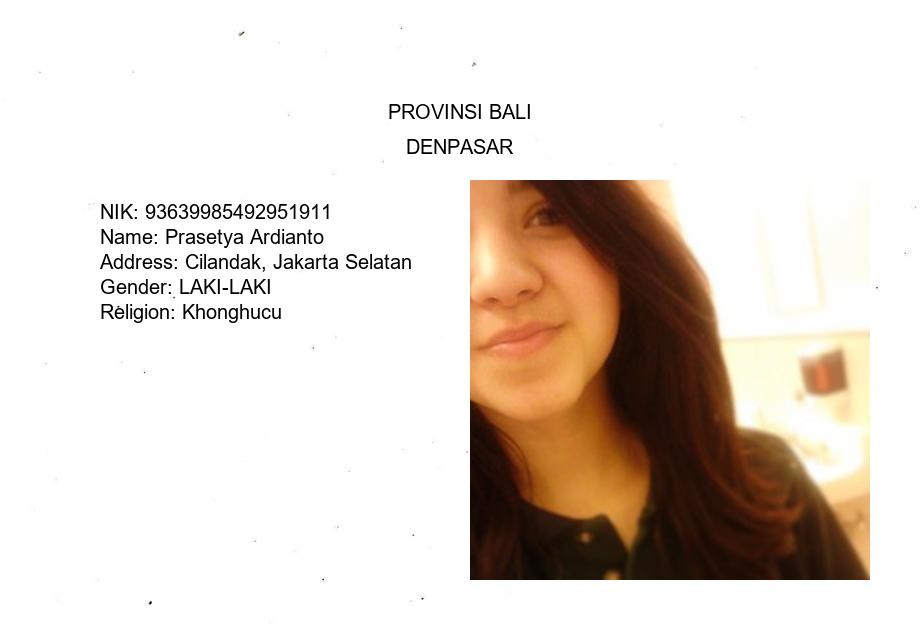 PROVINSI BALI
DENPASAR
NIK: 93639985492951911
Name: Prasetya Ardianto
Address: Cilandak, Jakarta Selatan
Gender: LAKI-LAKI
Religion: Khonghucu